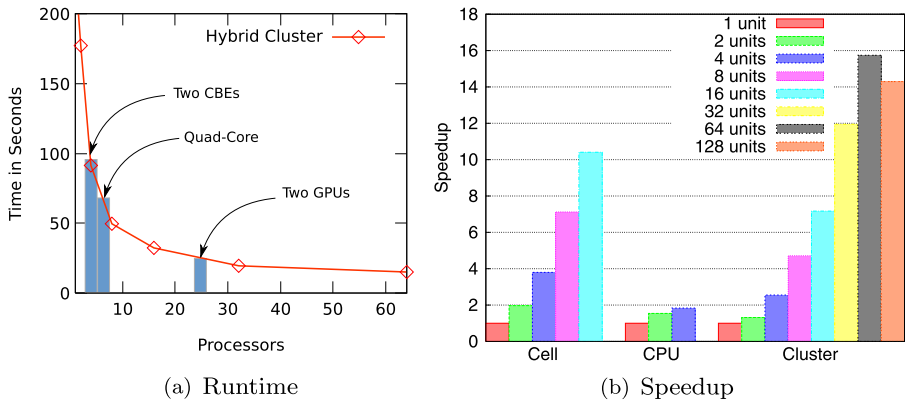 200
150
100
50
0
Time in Seconds
Hybrid Cluster
Two CBEs
Quad-Core
Two GPUs
10 20 30 40 50 60
Processors
(a) Runtime
18
16
14
12
10
8
6
4
2
0
Speedup
1 unit
2 units
4 units
8 units
16 units
32 units
64 units
128 units
Cell CPU Cluster
(b) Speedup